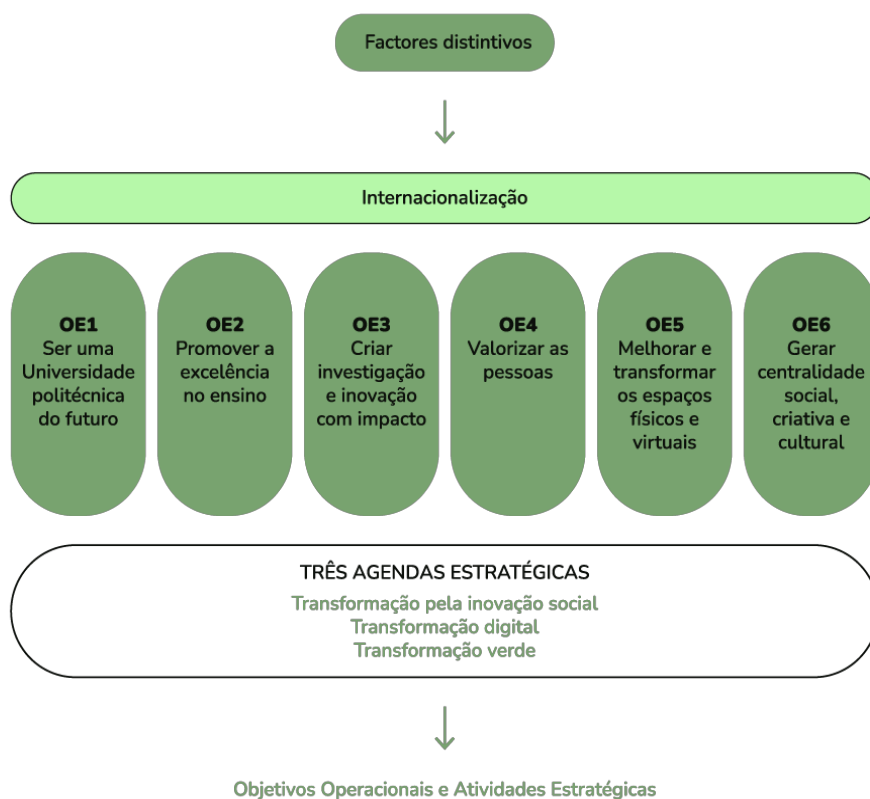 Factores distintivos
Internacionalização
OE1
Ser uma
Universidade
politécnica
do futuro
OE2
Promover a
excelência
no ensino
OE3
Criar
investigação
e inovação
com impacto
OE4
Valorizar as
pessoas
OE5
Melhorar e
transformar
os espaços
físicos e
virtuais
OE6
Gerar
centralidade
social,
criativa e
cultural
TRÊS AGENDAS ESTRATÉGICAS
Transformação pela inovação social
Transformação digital
Transformação verde
Objetivos Operacionais e Atividades Estratégicas